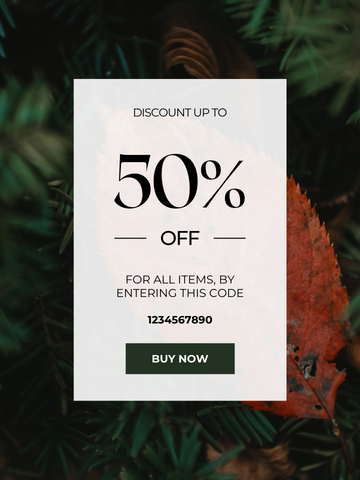 DISCOUNT UP TO
50%
OFF
FOR ALL ITEMS, BY
ENTERING THIS CODE
1234567890
BUY NOW